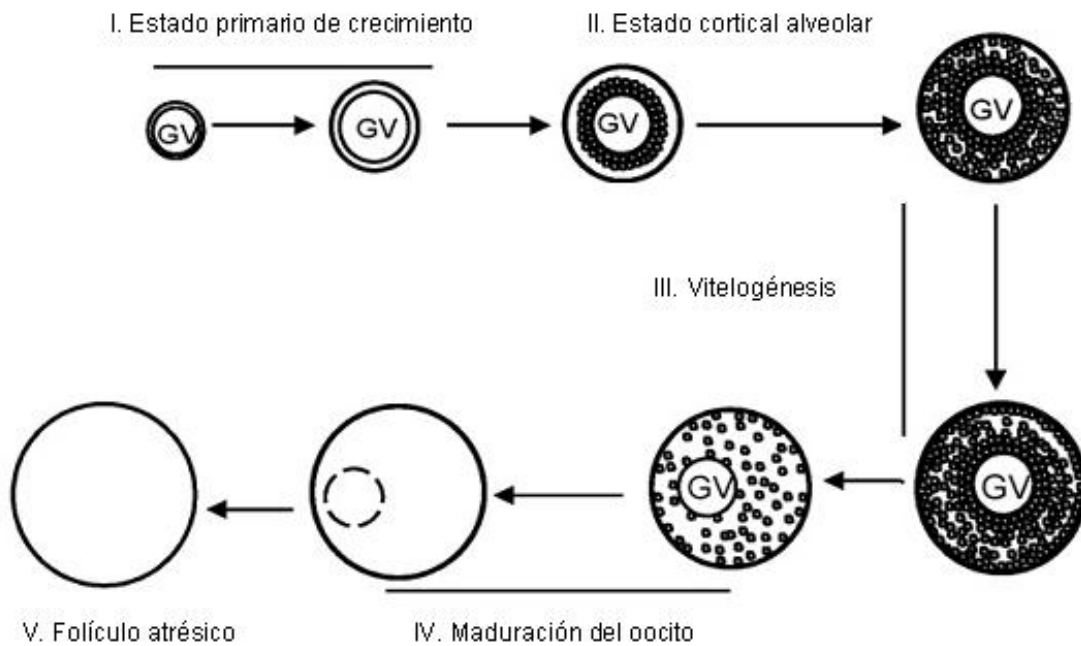 I. Estado primario de crecimiento
II. Estado cortical alveolar
GV
GV
GV
GV
III. Vitelogénesis
GV
GV
V. Folículo atrésico
IV. Maduración del oocito